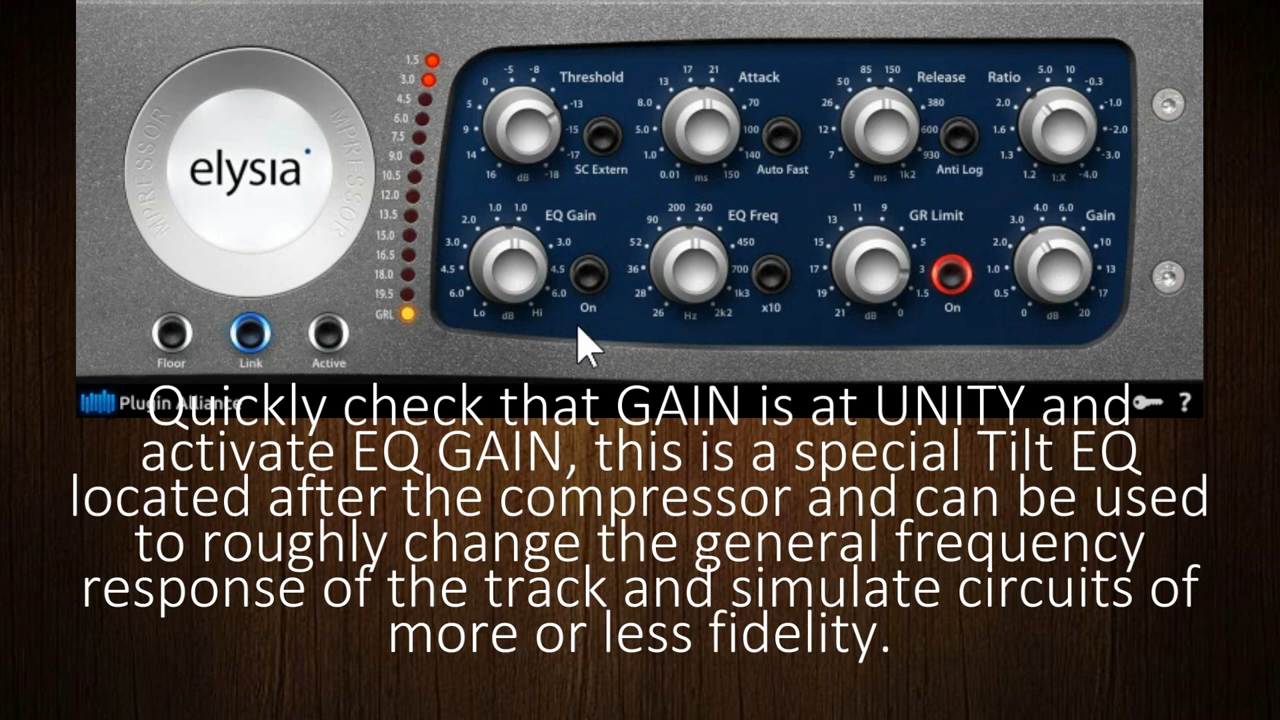 -5 -8 Threshold 17 21 Attack 85 150 Release Ratio 5.0 10
1.5 0 13 50 -0.3
3.0
4.5 5 -13 8.0 70 26 380 2.0 -1.0
6.0
7.5 9 -15 5.0 100 12 600 1.6 -2.0
9.0 14 -17 1.0 140 7 930 1.3 -3.0
10.5 16 dB -18 SC Extern 0.01 ms 150 Auto Fast 5 ms 1k2 Anti Log 1.2 1:X -4.0
MPRESSOR elysia MPRESSOR
12.0
13.5 2.0 1.0 1.0 EQ Gain 90 200 260 EQ Freq 13 11 9 GR Limit 3.0 4.0 6.0 Gain
15.0 3.0 3.0 52 450 15 5 2.0 10
16.5
18.0 4.5 4.5 36 700 17 3 1.0 13
19.5 6.0 6.0 28 1k3 19 1.5 0.5 17
GRL Lo dB Hi On 26 Hz 2k2 x10 21 dB 0 On 0 dB 20
Floor Link Active
Plugin Alliance ?
Quickly check that GAIN is at UNITY and
activate EQ GAIN, this is a special Tilt EQ
located after the compressor and can be used
to roughly change the general frequency
response of the track and simulate circuits of
more or less fidelity.